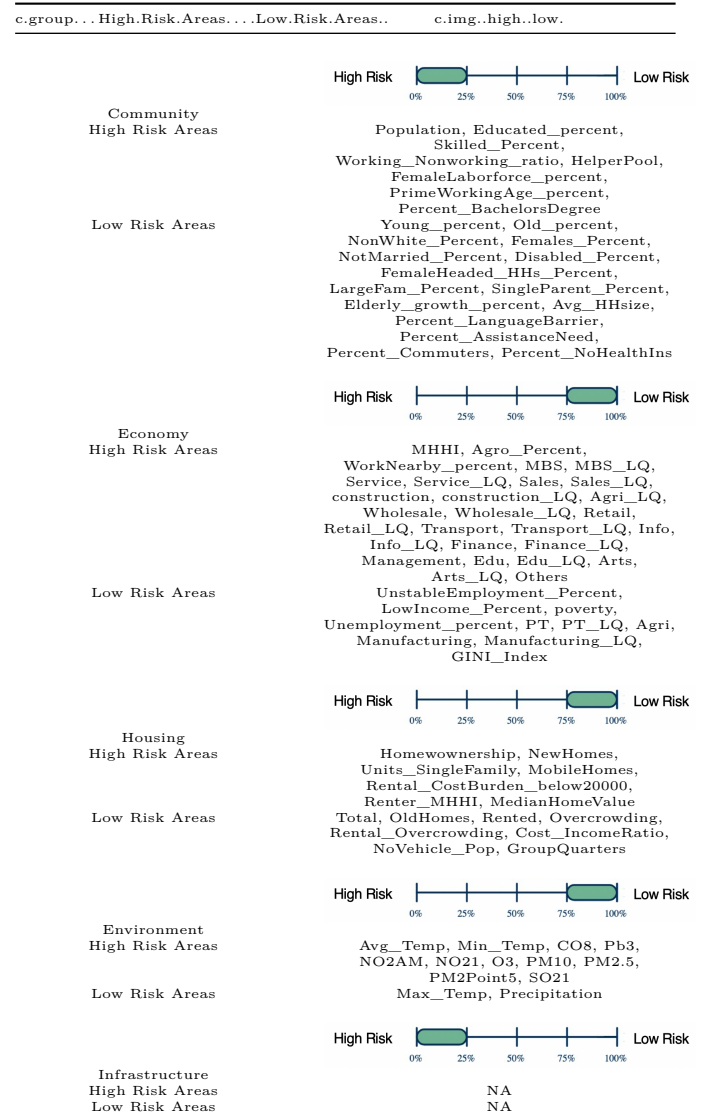 c.group...High.Risk.Areas....Low.Risk.Areas.. c.img..high..low.
High Risk Low Risk
0% 25% 50% 75% 100%
Community
High Risk Areas Population, Educated_percent,
Skilled_Percent,
Working_Nonworking_ratio, HelperPool,
FemaleLaborforce_percent,
PrimeWorkingAge_percent,
Percent_BachelorsDegree
Low Risk Areas Young_percent, Old_percent,
NonWhite_Percent, Females_Percent,
NotMarried_Percent, Disabled_Percent,
FemaleHeaded_HHs_Percent,
LargeFam_Percent, SingleParent_Percent,
Elderly_growth_percent, Avg_HHsize,
Percent_LanguageBarrier,
Percent_AssistanceNeed,
Percent_Commuters, Percent_NoHealthIns
High Risk Low Risk
0% 25% 50% 75% 100%
Economy
High Risk Areas MHHI, Agro_Percent,
WorkNearby_percent, MBS, MBS_LQ,
Service, Service_LQ, Sales, Sales_LQ,
construction, construction_LQ, Agri_LQ,
Wholesale, Wholesale_LQ, Retail,
Retail_LQ, Transport, Transport_LQ, Info,
Info_LQ, Finance, Finance_LQ,
Management, Edu, Edu_LQ, Arts,
Arts_LQ, Others
Low Risk Areas UnstableEmployment_Percent,
LowIncome_Percent, poverty,
Unemployment_percent, PT, PT_LQ, Agri,
Manufacturing, Manufacturing_LQ,
GINI_Index
High Risk Low Risk
0% 25% 50% 75% 100%
Housing
High Risk Areas Homewownership, NewHomes,
Units_SingleFamily, MobileHomes,
Rental_CostBurden_below20000,
Renter_MHHI, MedianHomeValue
Low Risk Areas Total, OldHomes, Rented, Overcrowding,
Rental_Overcrowding, Cost_IncomeRatio,
NoVehicle_Pop, GroupQuarters
High Risk Low Risk
0% 25% 50% 75% 100%
Environment
High Risk Areas Avg_Temp, Min_Temp, CO8, Pb3,
NO2AM, NO21, O3, PM10, PM2.5,
PM2Point5, SO21
Low Risk Areas Max_Temp, Precipitation
High Risk Low Risk
0% 25% 50% 75% 100%
Infrastructure
High Risk Areas NA
Low Risk Areas NA